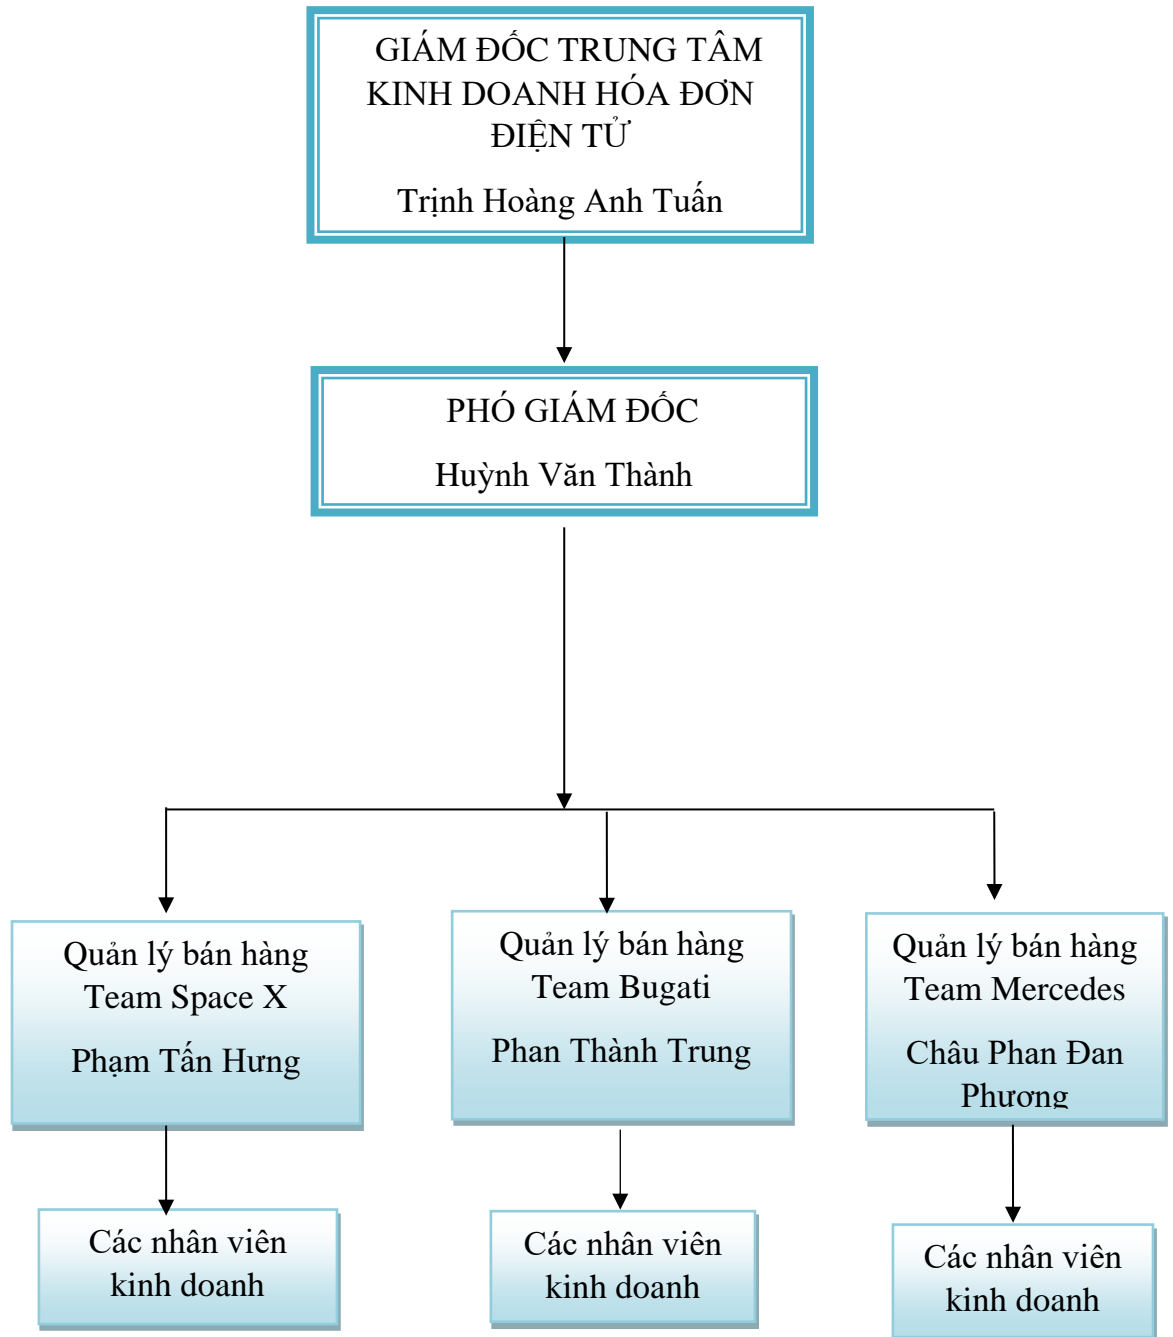 GIÁM ĐỐC TRUNG TÂM
KINH DOANH HÓA ĐƠN
ĐIỆN TỬ
Trịnh Hoàng Anh Tuấn
PHÓ GIÁM ĐỐC
Huỳnh Văn Thành
Quản lý bán hàng
Team Space X
Phạm Tấn Hưng
Quản lý bán hàng
Team Bugati
Phan Thành Trung
Quản lý bán hàng
Team Mercedes
Châu Phan Đan
Phương
Các nhân viên
kinh doanh
Các nhân viên
kinh doanh
Các nhân viên
kinh doanh